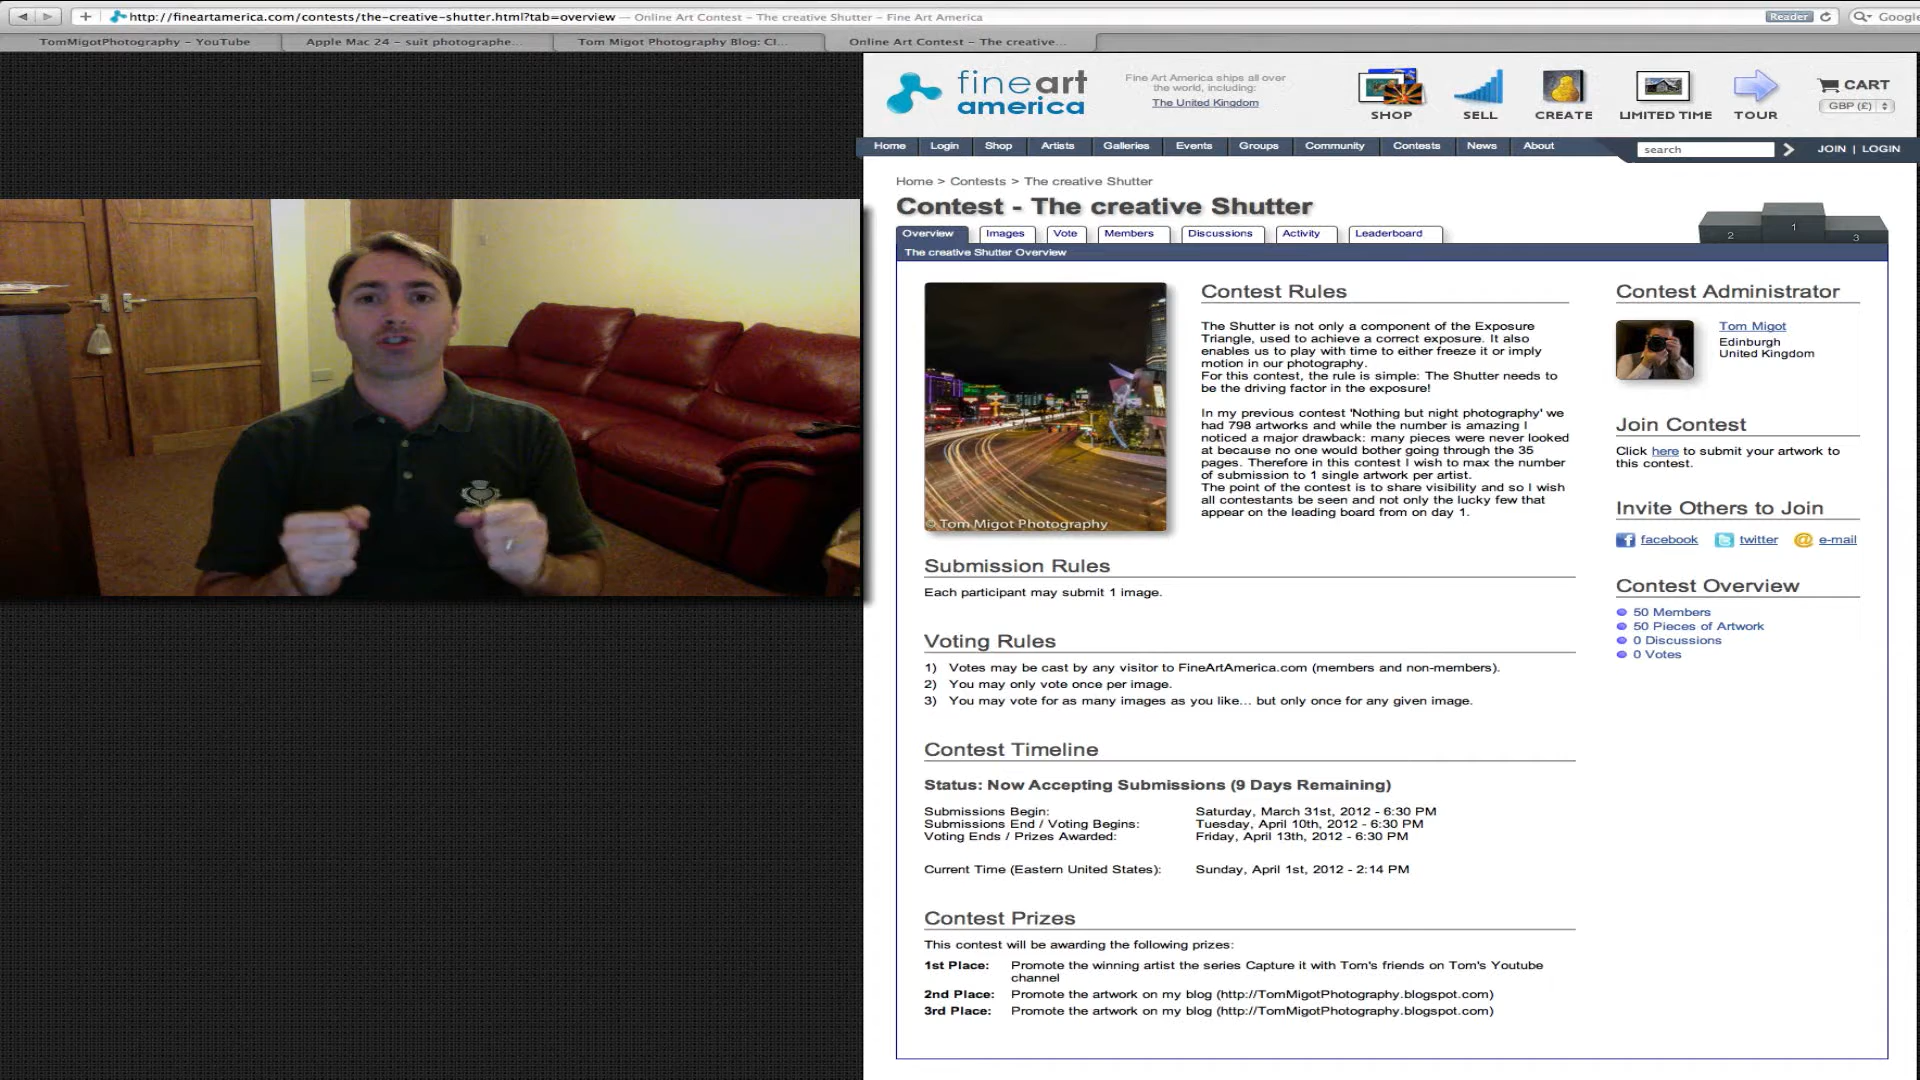 http://fineartamerica.com/contests/the-creative-shutter.html?tab=overview — Online Art Contest – The creative Shutter – Fine Art America
Reader
Google
TomMigotPhotography – YouTube
Apple Mac 24 – suit photographe...
Tom Migot Photography Blog: Cl...
Online Art Contest – The creative...
fineart
america
Fine Art America ships all over
the world, including:
The United Kingdom
SHOP
SELL
CREATE
LIMITED TIME
TOUR
CART
GBP (£)
Home Login Shop Artists Galleries Events Groups Community Contests News About
search
JOIN | LOGIN
Home > Contests > The creative Shutter
Contest - The creative Shutter
2 1 3
Overview Images Vote Members Discussions Activity Leaderboard
The creative Shutter Overview
© Tom Migot Photography
Contest Rules
The Shutter is not only a component of the Exposure
Triangle, used to achieve a correct exposure. It also
enables us to play with time to either freeze it or imply
motion in our photography.
For this contest, the rule is simple: The Shutter needs to
be the driving factor in the exposure!
In my previous contest 'Nothing but night photography' we
had 798 artworks and while the number is amazing I
noticed a major drawback: many pieces were never looked
at because no one would bother going through the 35
pages. Therefore in this contest I wish to max the number
of submission to 1 single artwork per artist.
The point of the contest is to share visibility and so I wish
all contestants be seen and not only the lucky few that
appear on the leading board from on day 1.
Submission Rules
Each participant may submit 1 image.
Voting Rules
1) Votes may be cast by any visitor to FineArtAmerica.com (members and non-members).
2) You may only vote once per image.
3) You may vote for as many images as you like... but only once for any given image.
Contest Timeline
Status: Now Accepting Submissions (9 Days Remaining)
Submissions Begin: Saturday, March 31st, 2012 - 6:30 PM
Submissions End / Voting Begins: Tuesday, April 10th, 2012 - 6:30 PM
Voting Ends / Prizes Awarded: Friday, April 13th, 2012 - 6:30 PM
Current Time (Eastern United States): Sunday, April 1st, 2012 - 2:14 PM
Contest Prizes
This contest will be awarding the following prizes:
1st Place: Promote the winning artist the series Capture it with Tom's friends on Tom's Youtube
channel
2nd Place: Promote the artwork on my blog (http://TomMigotPhotography.blogspot.com)
3rd Place: Promote the artwork on my blog (http://TomMigotPhotography.blogspot.com)
Contest Administrator
Tom Migot
Edinburgh
United Kingdom
Join Contest
Click here to submit your artwork to
this contest.
Invite Others to Join
facebook twitter e-mail
Contest Overview
50 Members
50 Pieces of Artwork
0 Discussions
0 Votes